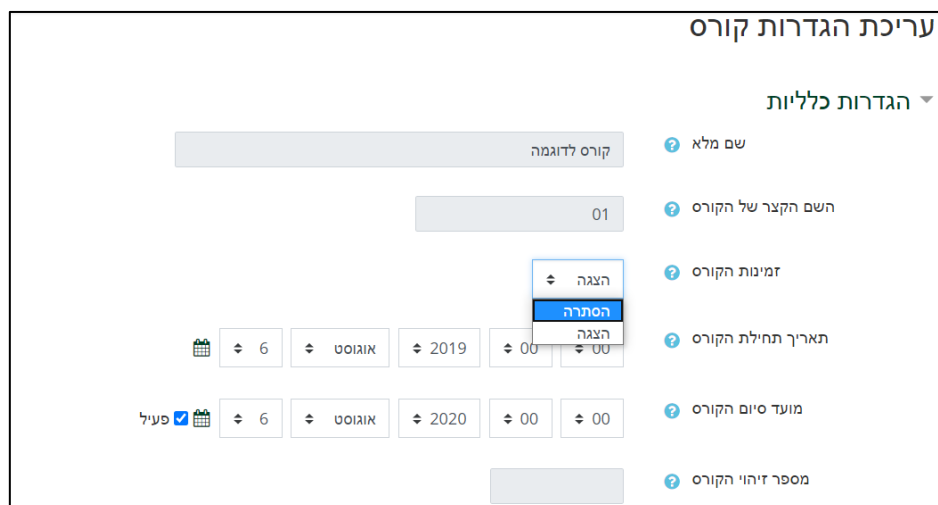 עריכת הגדרות קורס
הגדרות כלליות
שם מלא
קורס לדוגמה
השם הקצר של הקורס
01
זמינות הקורס
הצגה
הסתרה
הצגה
תאריך תחילת הקורס
00 00 2019 אוגוסט 6
מועד סיום הקורס
00 00 2020 אוגוסט 6 פעיל
מספר זיהוי הקורס